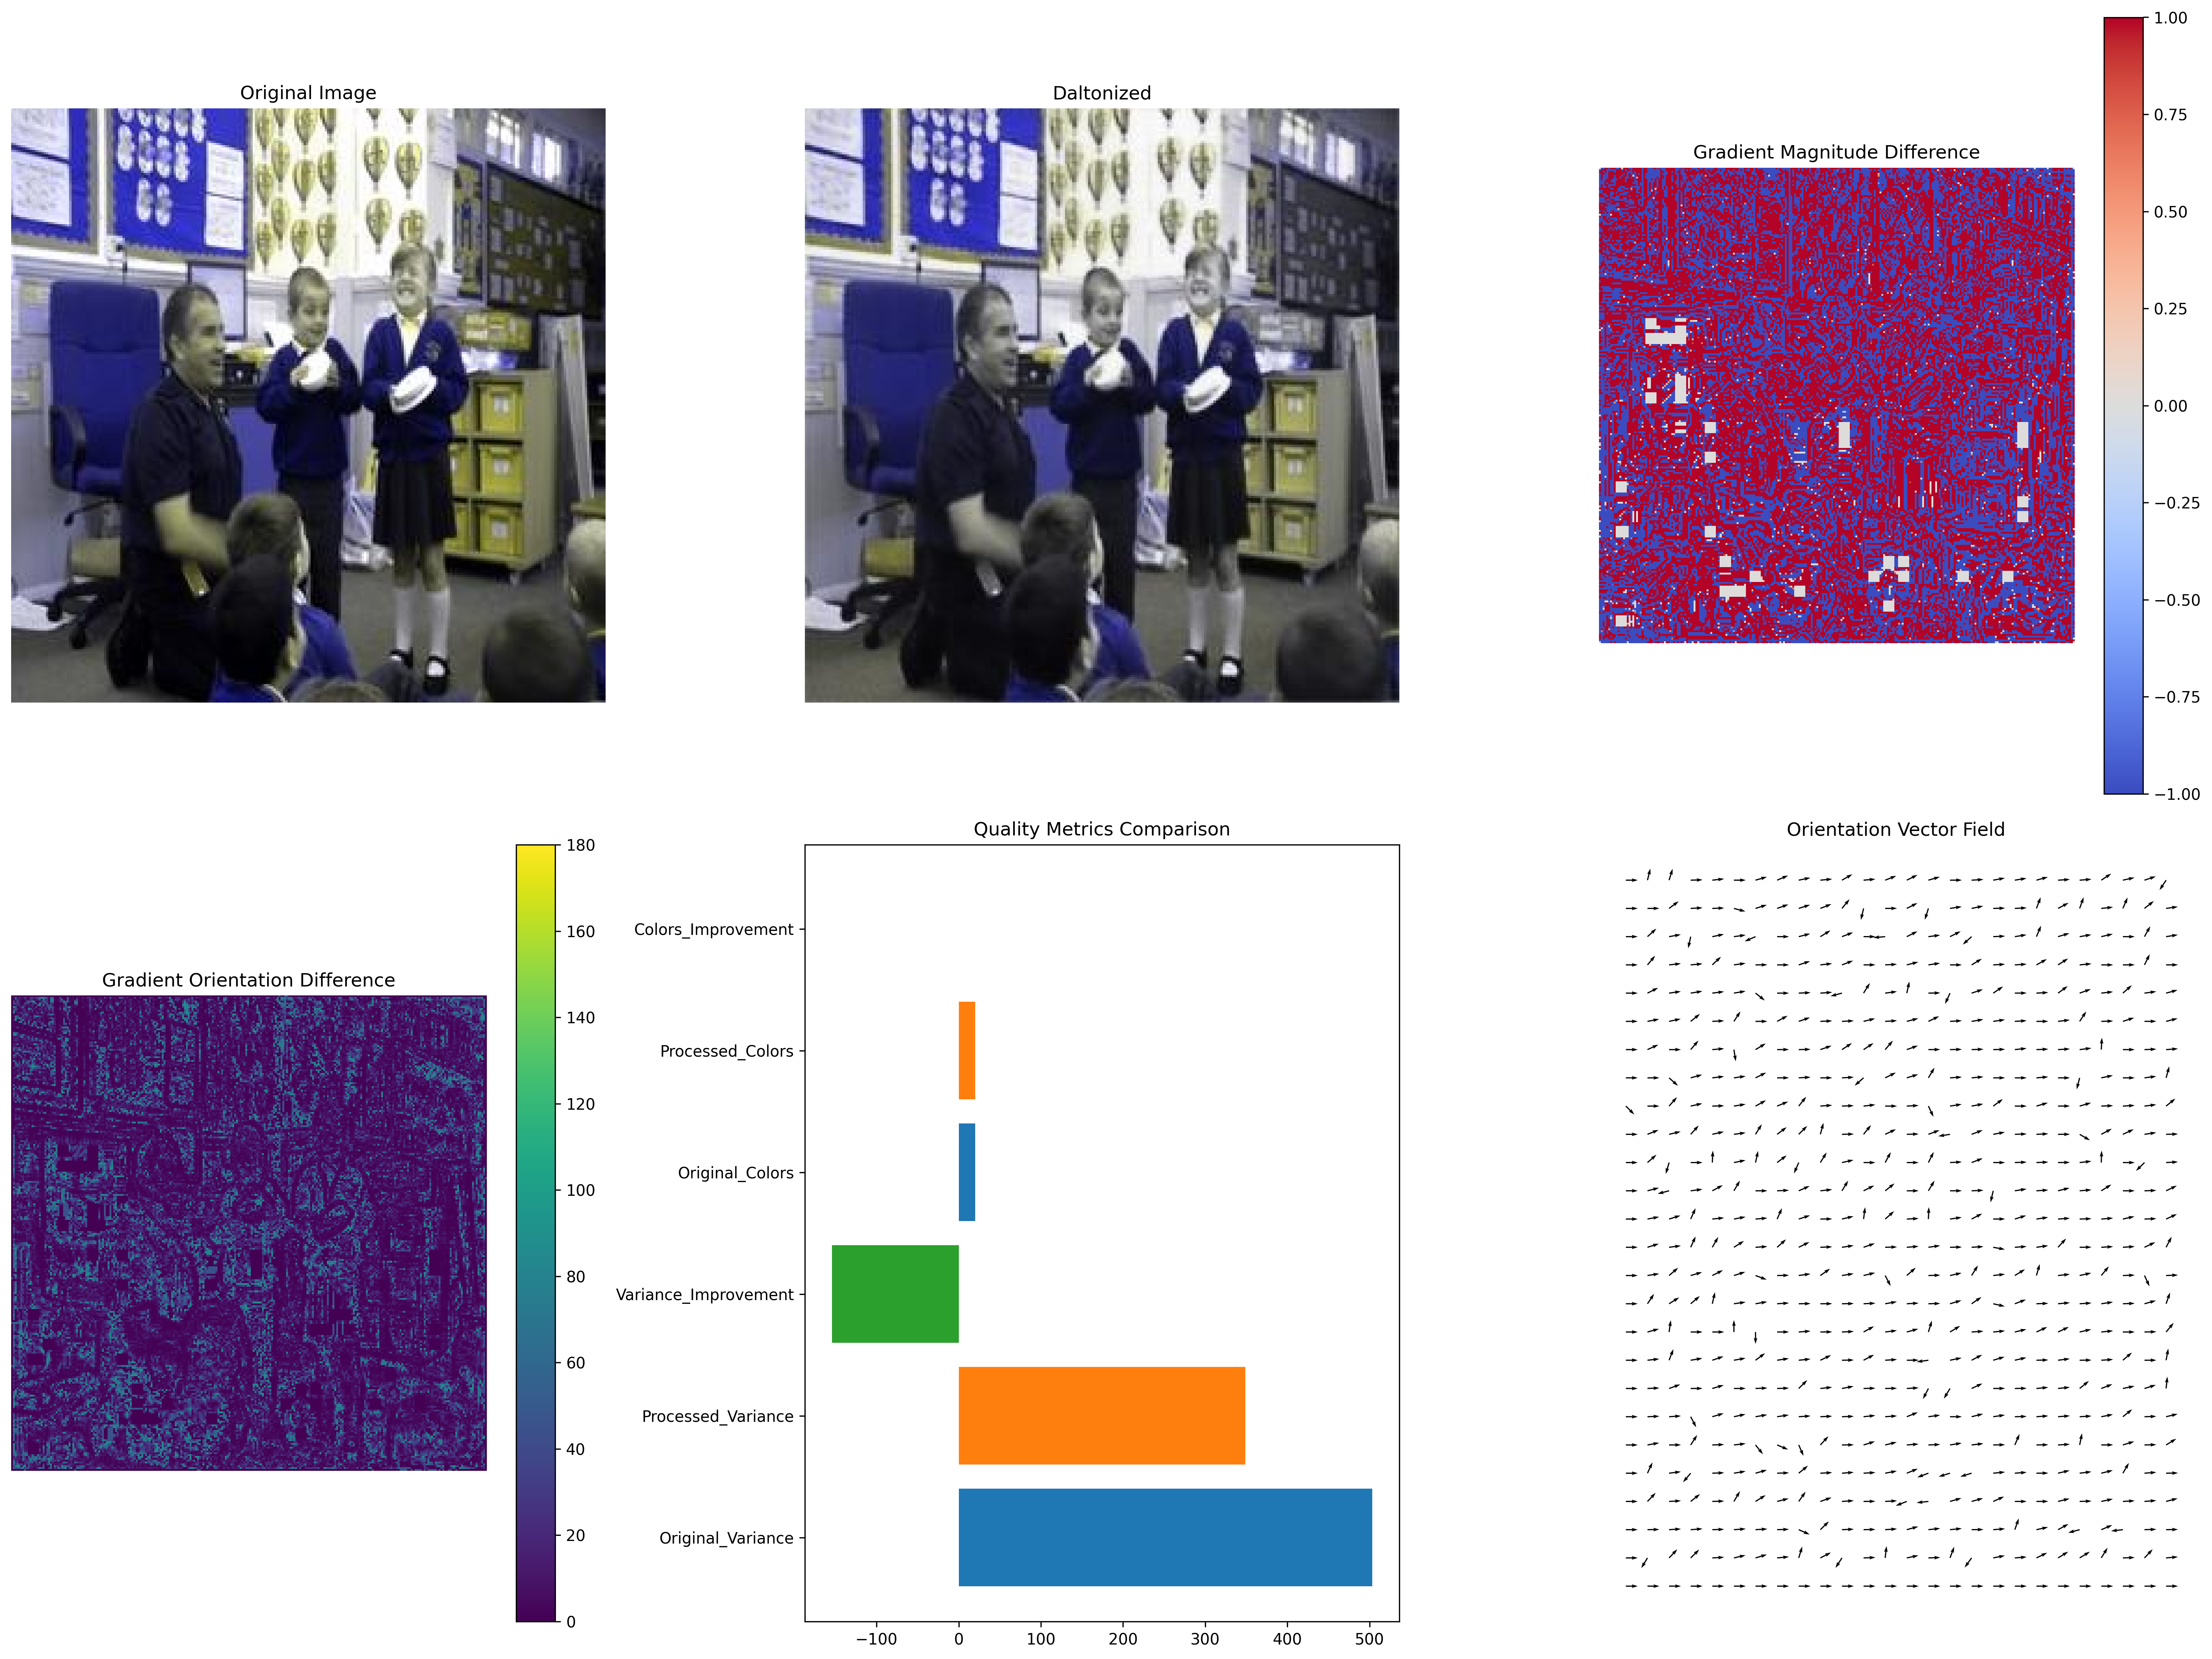 Original Image
Daltonized
Gradient Magnitude Difference
1.00
0.75
0.50
0.25
0.00
−0.25
−0.50
−0.75
−1.00
Gradient Orientation Difference
180
160
140
120
100
80
60
40
20
0
Quality Metrics Comparison
Colors_Improvement
Processed_Colors
Original_Colors
Variance_Improvement
Processed_Variance
Original_Variance
−100
0
100
200
300
400
500
Orientation Vector Field